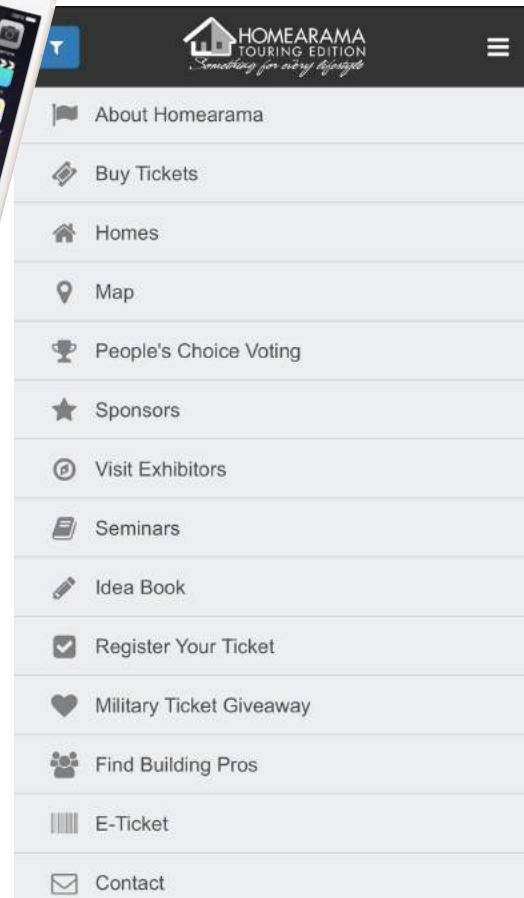 HOMEARAMA
TOURING EDITION
Something for every lifestyle
About Homearama
Buy Tickets
Homes
Map
People's Choice Voting
Sponsors
Visit Exhibitors
Seminars
Idea Book
Register Your Ticket
Military Ticket Giveaway
Find Building Pros
E-Ticket
Contact